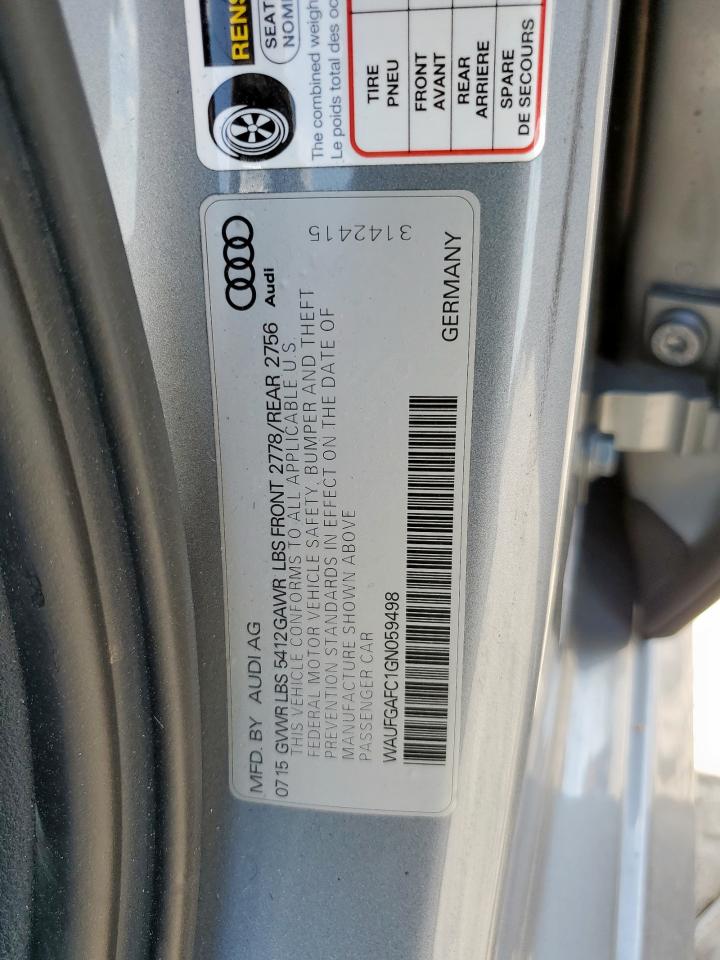 RENS
SEAT
NOMB
The combined weigh
Le poids total des oc
TIRE
PNEU
FRONT
AVANT
REAR
ARRIERE
SPARE
DE SECOURS
MFD. BY AUDI AG
0715 GVWR LBS 5412 GAWR LBS FRONT 2778/REAR 2756
THIS VEHICLE CONFORMS TO ALL APPLICABLE U.S.
FEDERAL MOTOR VEHICLE SAFETY, BUMPER AND THEFT
PREVENTION STANDARDS IN EFFECT ON THE DATE OF
MANUFACTURE SHOWN ABOVE
PASSENGER CAR
WAUFGAFC1GN059498
Audi
3142415
GERMANY